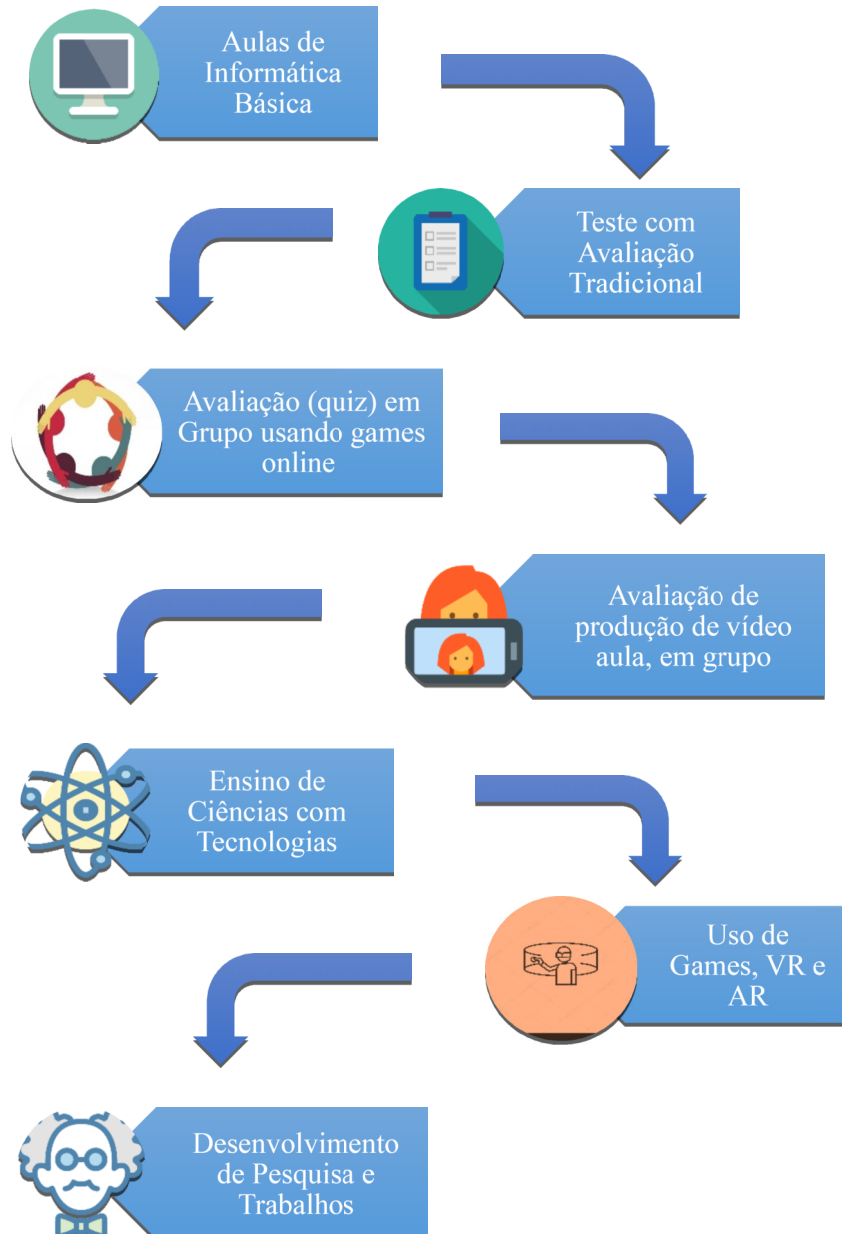 Aulas de
Informática
Básica
Teste com
Avaliação
Tradicional
Avaliação (quiz) em
Grupo usando games
online
Avaliação de
produção de vídeo
aula, em grupo
Ensino de
Ciências com
Tecnologias
Uso de
Games, VR e
AR
Desenvolvimento
de Pesquisa e
Trabalhos